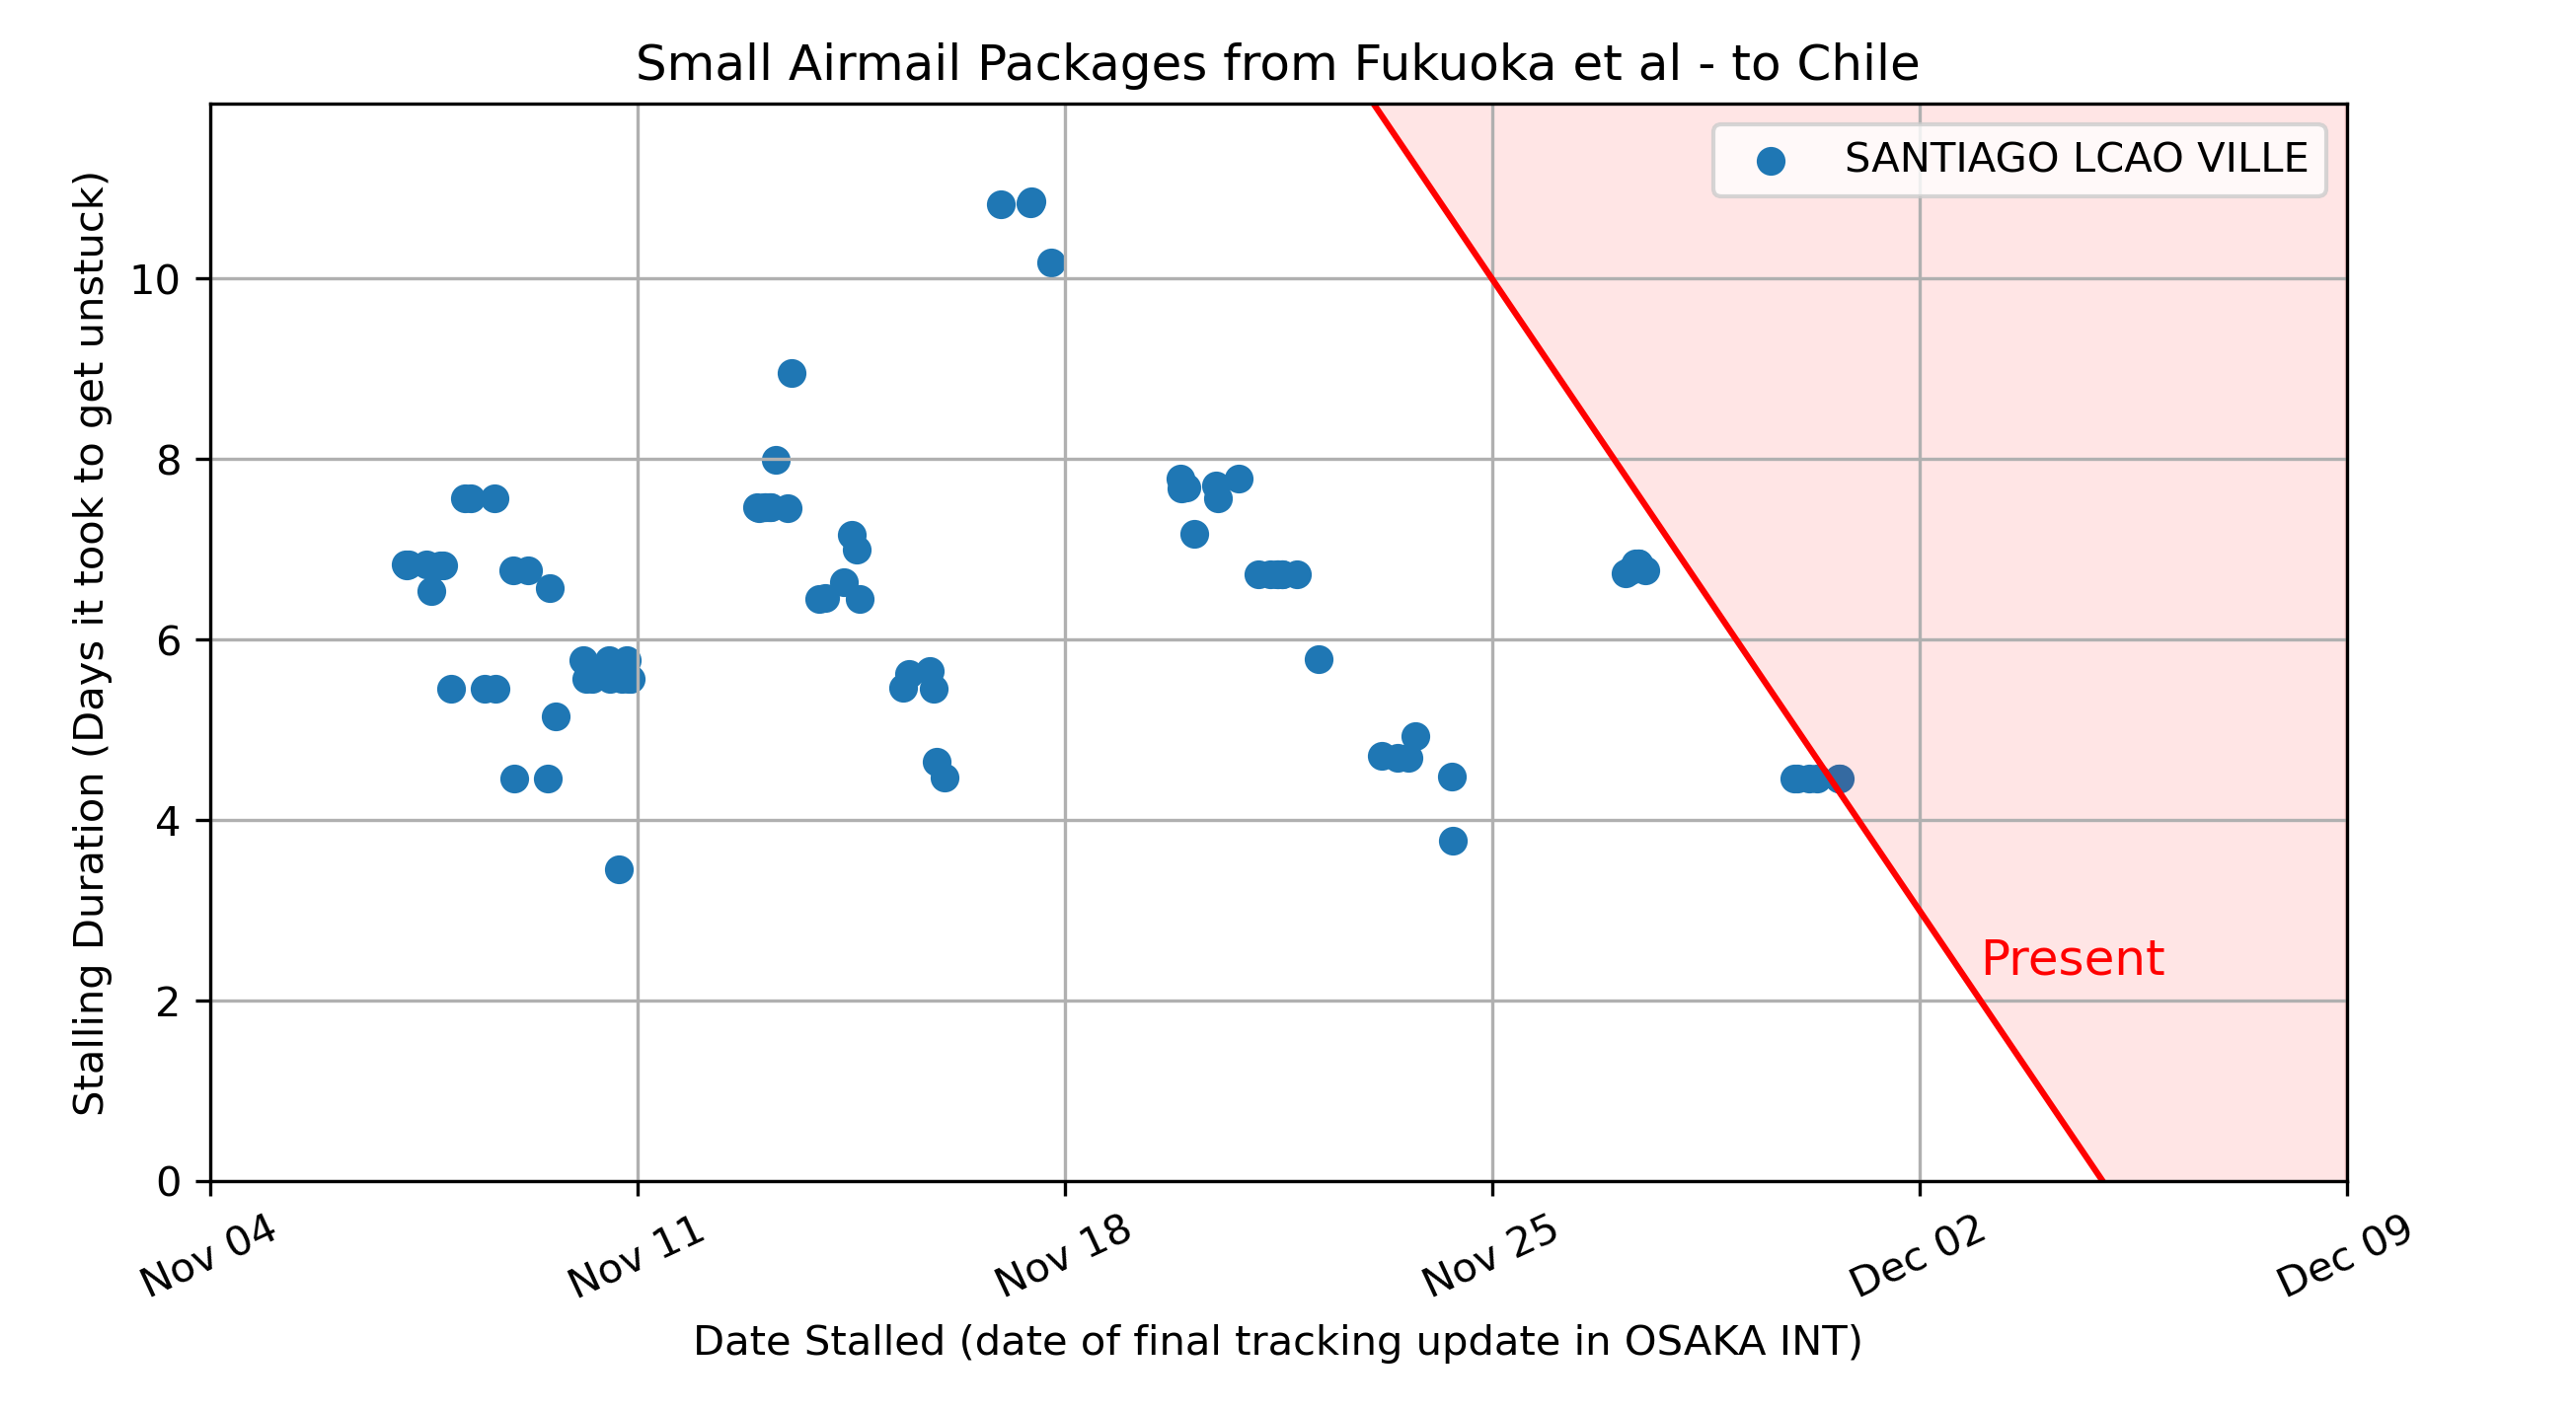 Small Airmail Packages from Fukuoka et al - to Chile
SANTIAGO LCAO VILLE
Stalling Duration (Days it took to get unstuck)
10
8
6
4
2
0
Present
Nov 04
Nov 11
Nov 18
Nov 25
Dec 02
Dec 09
Date Stalled (date of final tracking update in OSAKA INT)